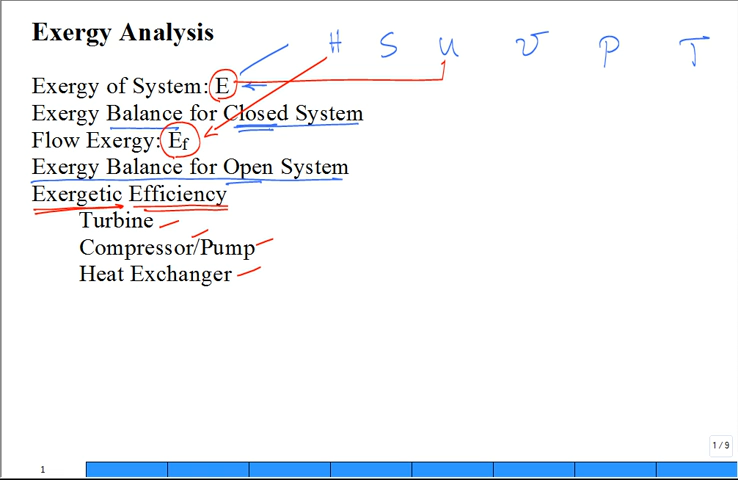 Exergy Analysis
H S U V P T
Exergy of System: E
Exergy Balance for Closed System
Flow Exergy: Ef
Exergy Balance for Open System
Exergetic Efficiency
Turbine
Compressor/Pump
Heat Exchanger
1 / 9
1